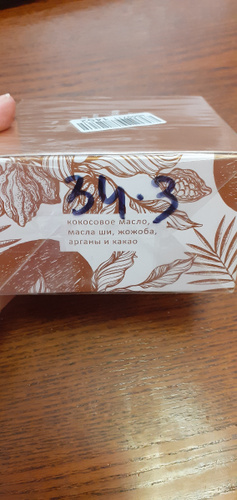 34.3
кокосовое масло,
масла ши, жожоба,
арганы и какао